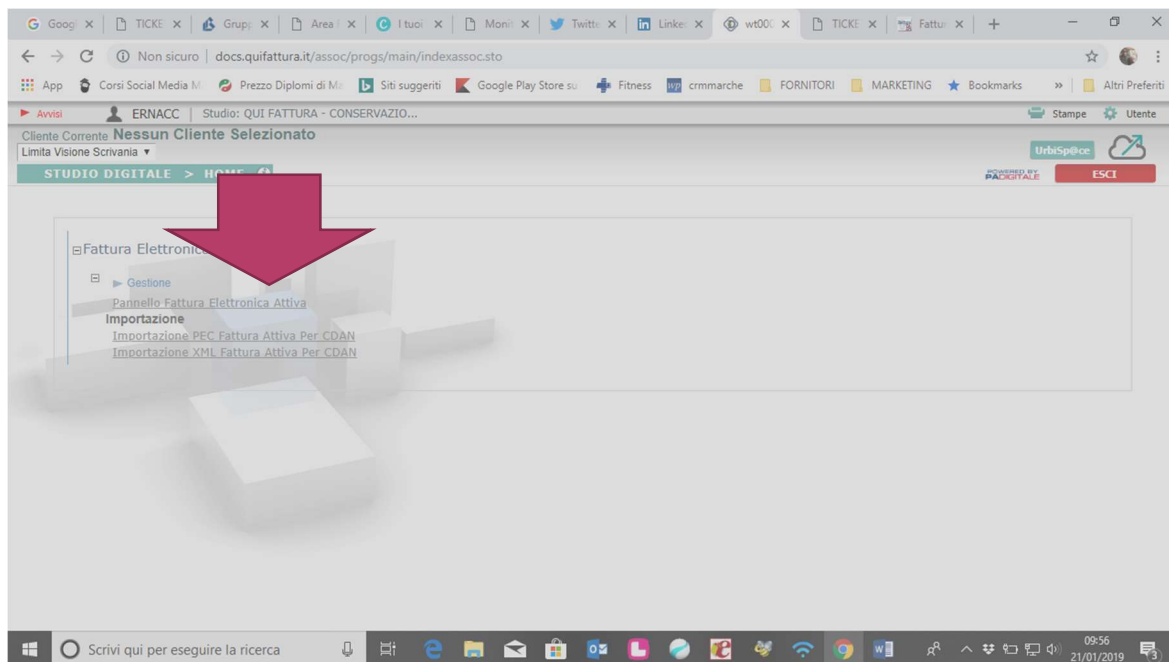 Goog TICKE Grupp Area I tuoi Monit Twitte Linke wt000 TICKE Fattur
Non sicuro | docs.quifattura.it/assoc/progs/main/indexassoc.sto
App Corsi Social Media M Prezzo Diplomi di Ma Siti suggeriti Google Play Store su Fitness crmmarche FORNITORI MARKETING Bookmarks » Altri Preferiti
Avvisi ERNACC | Studio: QUI FATTURA - CONSERVAZIO... Stampe Utente
Cliente Corrente Nessun Cliente Selezionato
Limita Visione Scrivania UrbiSp@ce
STUDIO DIGITALE > HOME POWERED BY PADIGITALE ESCI
Fattura Elettronica
Gestione
Pannello Fattura Elettronica Attiva
Importazione
Importazione PEC Fattura Attiva Per CDAN
Importazione XML Fattura Attiva Per CDAN
Scrivi qui per eseguire la ricerca 09:56
21/01/2019